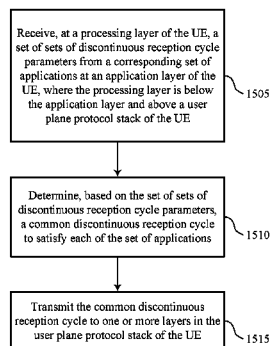 Receive, at a processing layer of the UE, a
set of sets of discontinuous reception cycle
parameters from a corresponding set of
applications at an application layer of the
UE, where the processing layer is below
the application layer and above a user
plane protocol stack of the UE
1505
Determine, based on the set of sets of
discontinuous reception cycle parameters,
a common discontinuous reception cycle
to satisfy each of the set of applications
1510
Transmit the common discontinuous
reception cycle to one or more layers in the
user plane protocol stack of the UE
1515